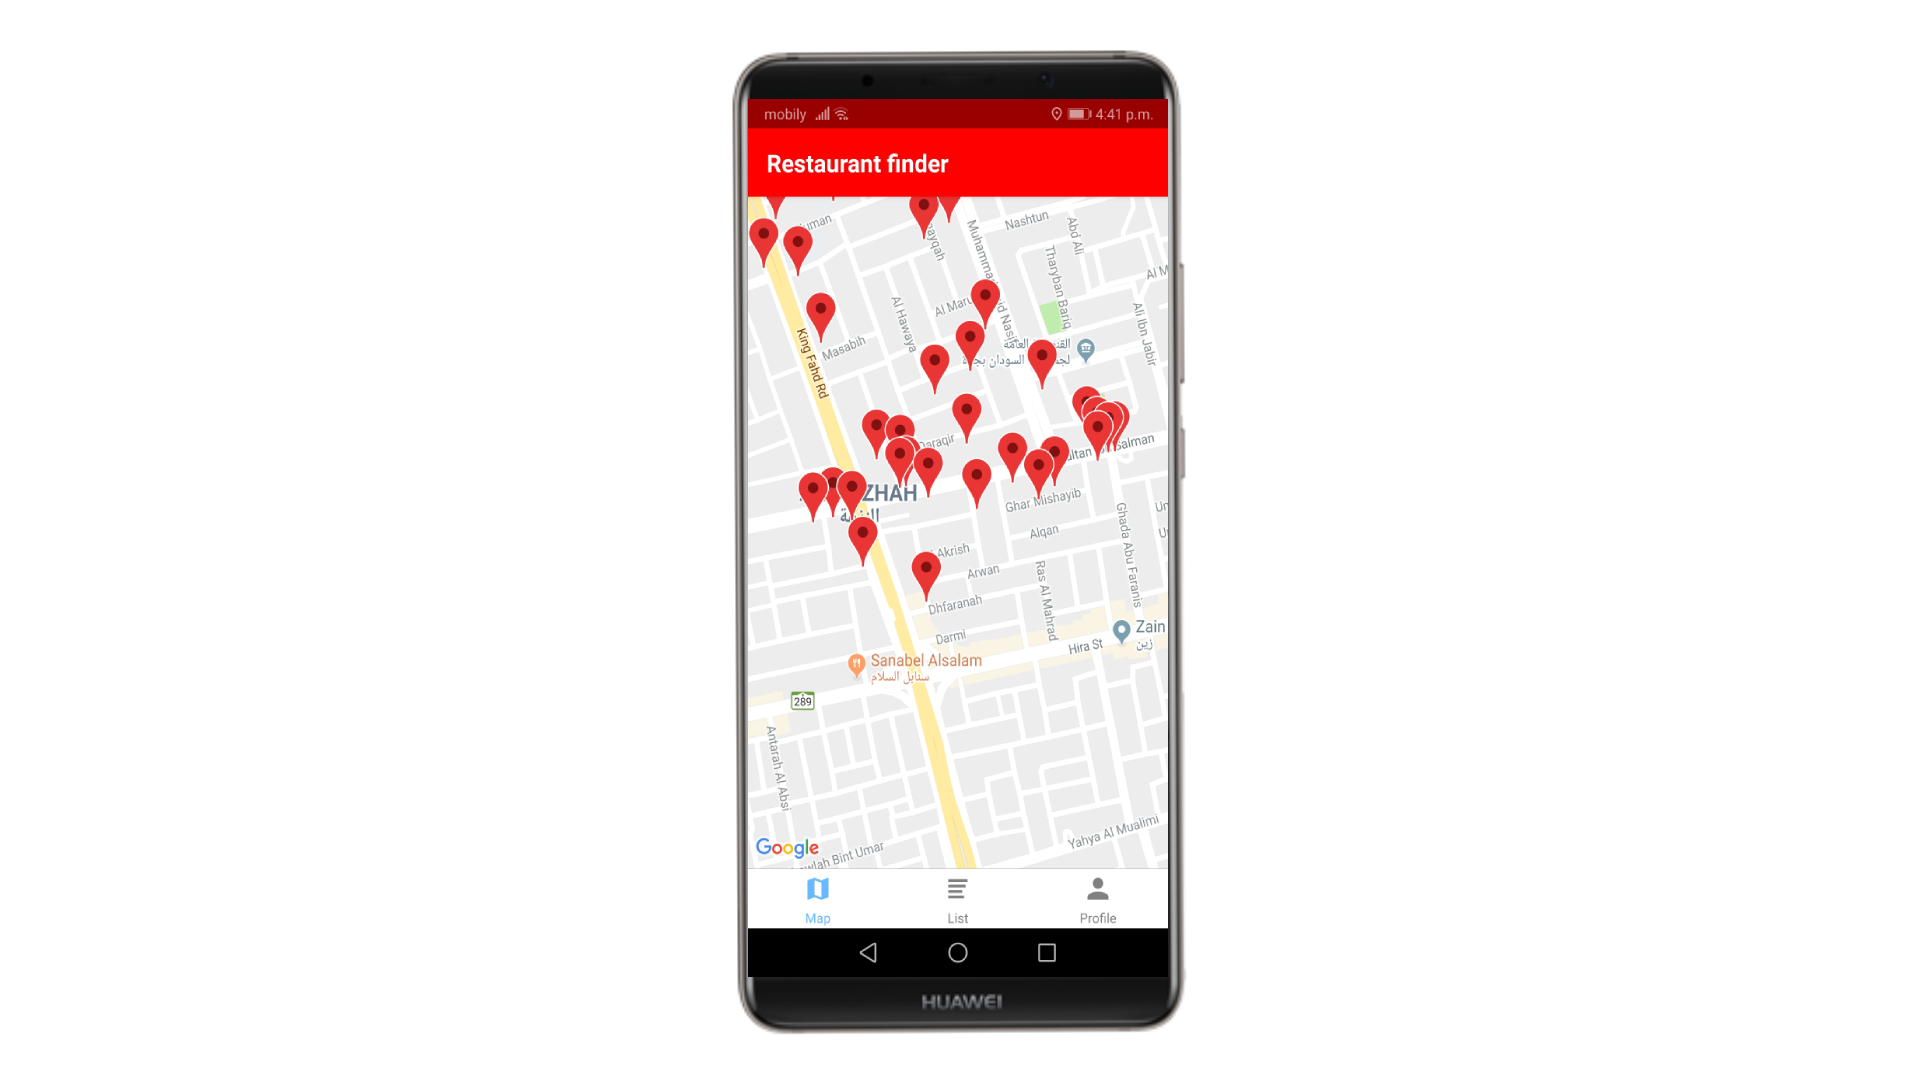 mobily
4:41 p.m.
Restaurant finder
Nashtun
Abd Ali
Tharyban Bariq
Al M
Al Hawaya
Al Maru
Ali Ibn Jabir
Masabih
King Fahd Rd
السودان
Daraqir
Salman
ZHAH
Ghar Mishayib
Alqan
Akrish
Arwan
Ghada Abu Faranis
Ras Al Mahrad
Dhfaranah
Darmi
Hira St
Zain
زين
Sanabel Alsalam
سنابل السلام
289
Antarah Al Absi
Yahya Al Mualimi
Google
Bint Umar
Map
List
Profile
HUAWEI